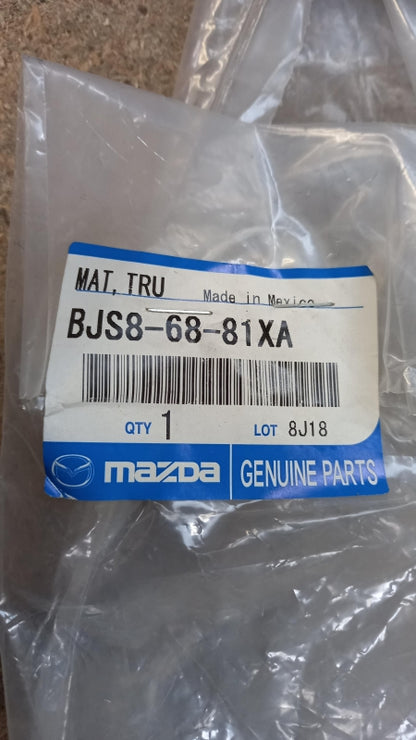 MAT, TRU
Made in Mexico
BJS8-68-81XA
QTY 1
LOT 8J18
mazda GENUINE PARTS